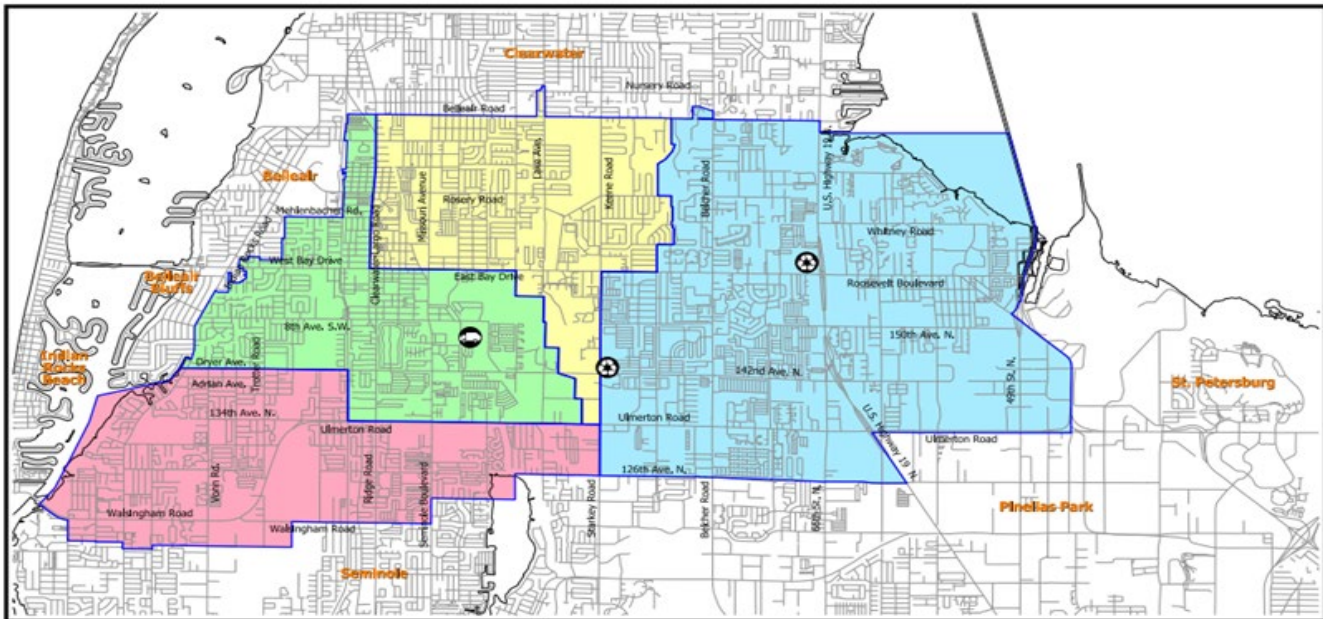 Clearwater
Nursery Road
Belleair Road
Lake Ave.
U.S. Highway 19 N.
Belleair
Missouri Avenue
Rosery Road
Keene Road
Belcher Road
Mehlenbacher Rd.
Clearwater-Largo Road
Whitney Road
West Bay Drive
East Bay Drive
Belleair
Bluffs
Roosevelt Boulevard
8th Ave. S.W.
150th Ave. N.
Indian
Rocks
Beach
Dryer Ave.
Trotter Road
Adrian Ave.
142nd Ave. N.
49th St. N.
St. Petersburg
134th Ave. N.
Ulmerton Road
Ulmerton Road
U.S. Highway 19 N.
Ulmerton Road
Vonn Rd.
Ridge Road
Seminole Boulevard
126th Ave. N.
Walsingham Road
Walsingham Road
Starkey Road
Belcher Road
66th St. N.
Pinellas Park
Seminole